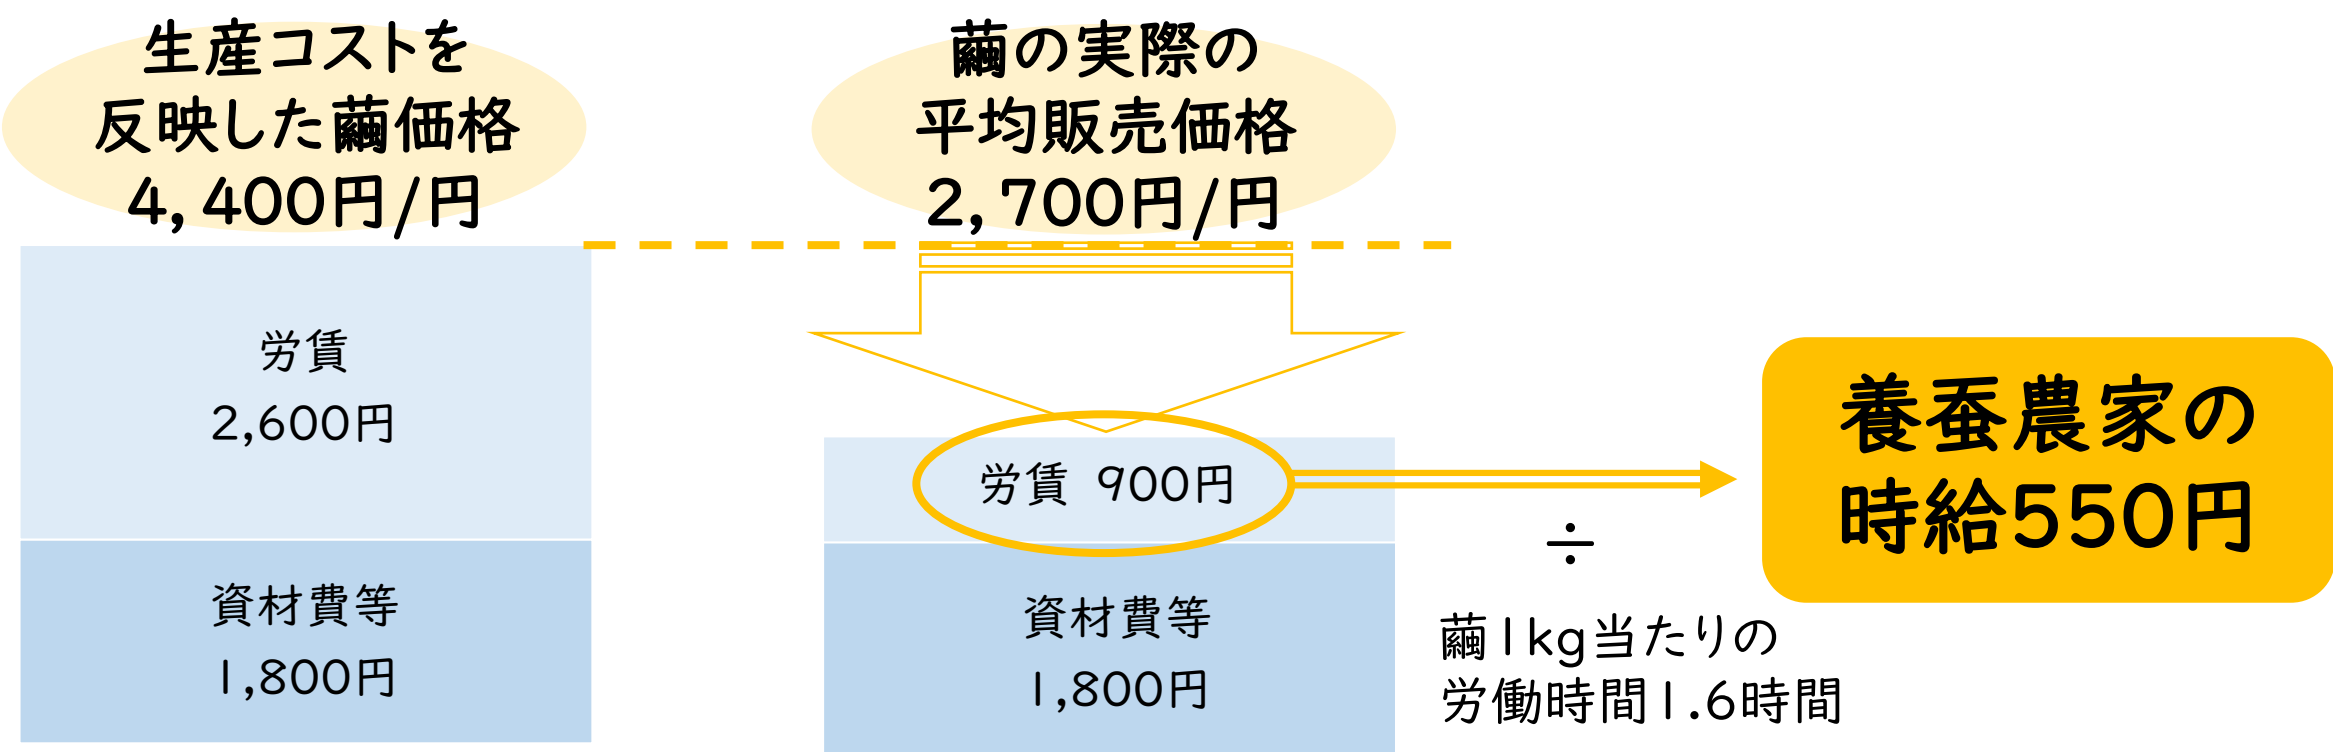 生産コストを
反映した繭価格
4,400円/円
繭の実際の
平均販売価格
2,700円/円
労賃
2,600円
資材費等
1,800円
労賃 900円
資材費等
1,800円
÷
繭1kg当たりの
労働時間1.6時間
養蚕農家の
時給550円